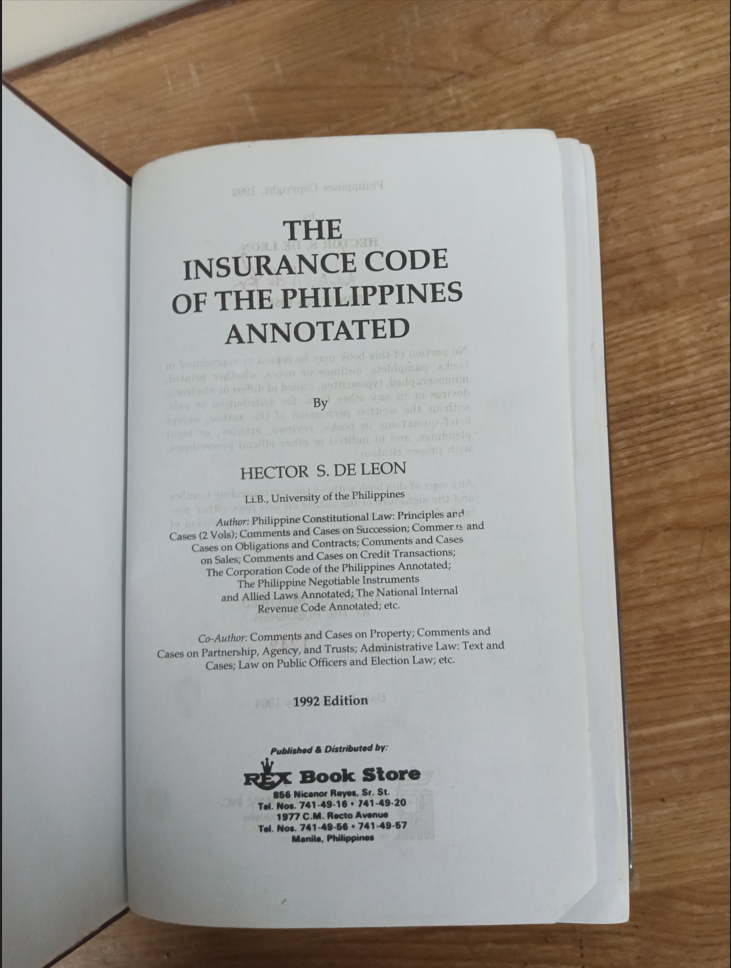 THE
INSURANCE CODE
OF THE PHILIPPINES
ANNOTATED
By
HECTOR S. DE LEON
Ll.B., University of the Philippines
Author: Philippine Constitutional Law: Principles and
Cases (2 Vols); Comments and Cases on Succession; Comments and
Cases on Obligations and Contracts; Comments and Cases
on Sales; Comments and Cases on Credit Transactions;
The Corporation Code of the Philippines Annotated;
The Philippine Negotiable Instruments
and Allied Laws Annotated; The National Internal
Revenue Code Annotated; etc.
Co-Author: Comments and Cases on Property; Comments and
Cases on Partnership, Agency, and Trusts; Administrative Law: Text and
Cases; Law on Public Officers and Election Law; etc.
1992 Edition
Published & Distributed by:
REX Book Store
856 Nicanor Reyes, Sr. St.
Tel. Nos. 741-49-16 • 741-49-20
1977 C.M. Recto Avenue
Tel. Nos. 741-49-56 • 741-49-57
Manila, Philippines